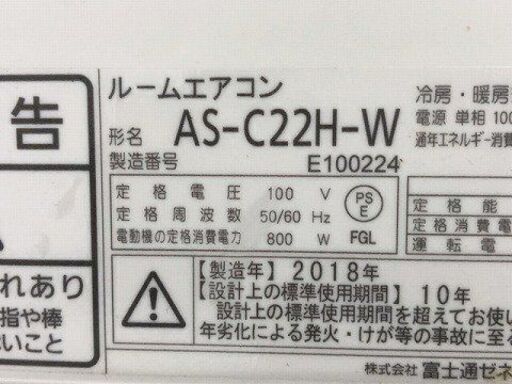 告
れあり
指や棒
いこと
ルームエアコン
形名 AS-C22H-W
製造番号 E100224
定格電圧 100 V
定格周波数 50/60 Hz
電動機の定格消費電力 800 W
PS
E
FGL
冷房・暖房
電源 単相 100
通年エネルギー消費
定格能
定格消費電
運転電
【製造年】2018年
【設計上の標準使用期間】10年
設計上の標準使用期間を超えてお使い
年劣化による発火・けが等の事故に至る
株式会社 富士通ゼネ